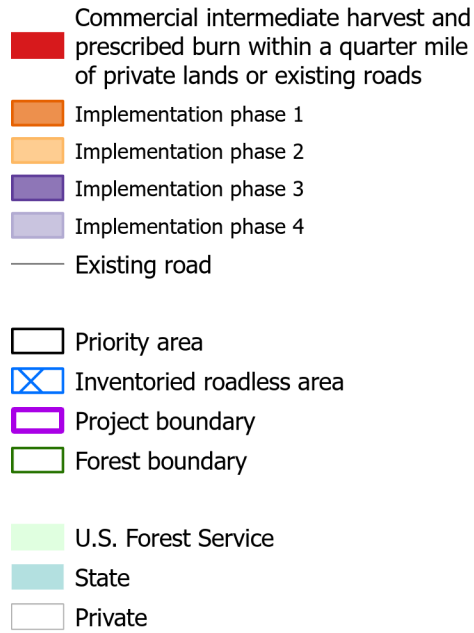 Commercial intermediate harvest and
prescribed burn within a quarter mile
of private lands or existing roads
Implementation phase 1
Implementation phase 2
Implementation phase 3
Implementation phase 4
Existing road
Priority area
Inventoried roadless area
Project boundary
Forest boundary
U.S. Forest Service
State
Private